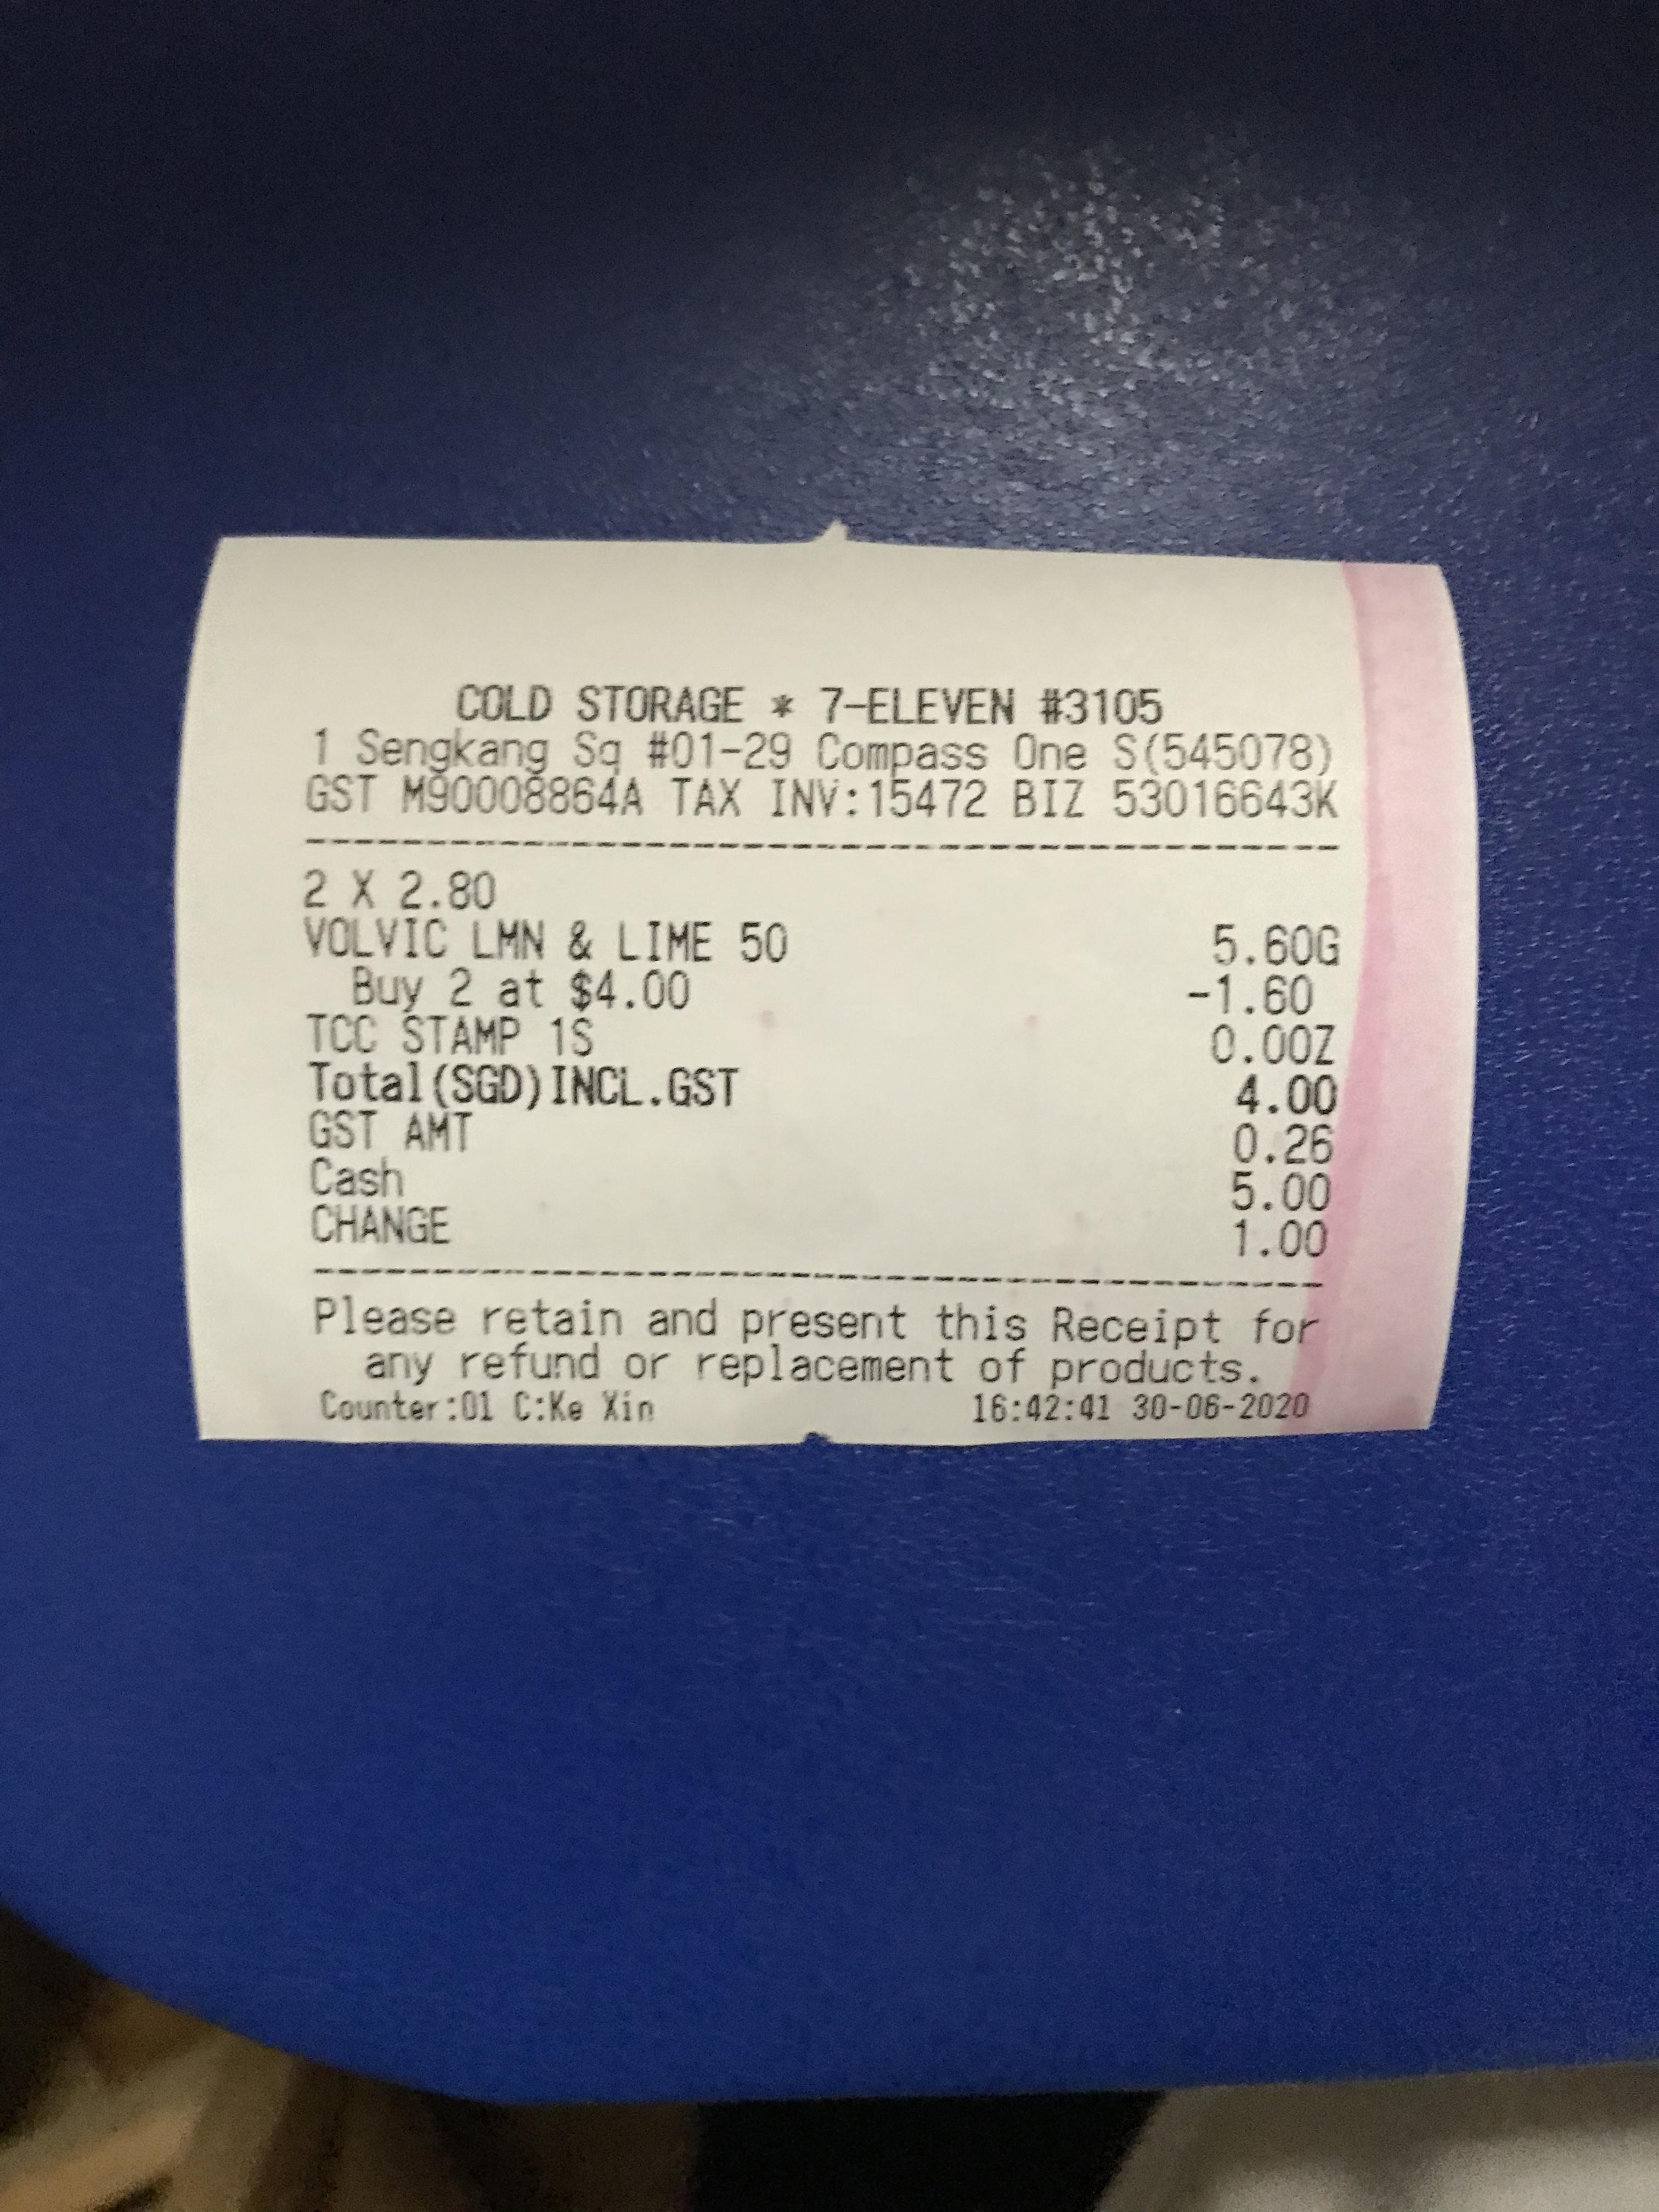 COLD STORAGE * 7-ELEVEN #3105
1 Sengkang Sq #01-29 Compass One S(545078)
GST M90008864A TAX INV:15472 BIZ 53016643K
2 X 2.80
VOLVIC LMN & LIME 50 5.60G
Buy 2 at $4.00 -1.60
TCC STAMP 1S 0.00Z
Total(SGD)INCL.GST 4.00
GST AMT 0.26
Cash 5.00
CHANGE 1.00
Please retain and present this Receipt for
any refund or replacement of products.
Counter:01 C:Ke Xin 16:42:41 30-06-2020